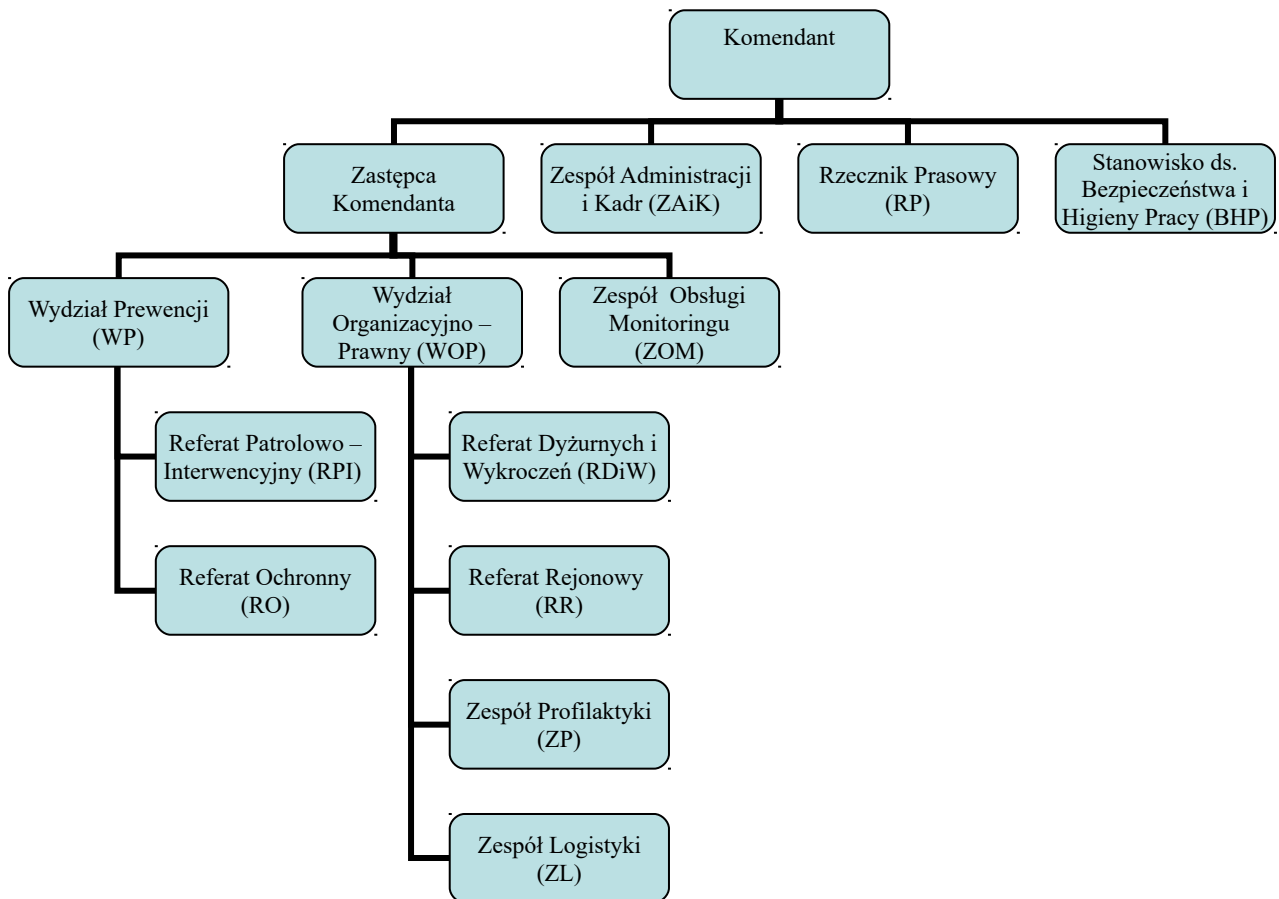 Komendant
Zastępca
Komendanta
Zespół Administracji
i Kadr (ZAiK)
Rzecznik Prasowy
(RP)
Stanowisko ds.
Bezpieczeństwa i
Higieny Pracy (BHP)
Wydział Prewencji
(WP)
Wydział
Organizacyjno –
Prawny (WOP)
Zespół  Obsługi
Monitoringu
(ZOM)
Referat Patrolowo –
Interwencyjny (RPI)
Referat Dyżurnych i
Wykroczeń (RDiW)
Referat Ochronny
(RO)
Referat Rejonowy
(RR)
Zespół Profilaktyki
(ZP)
Zespół Logistyki
(ZL)